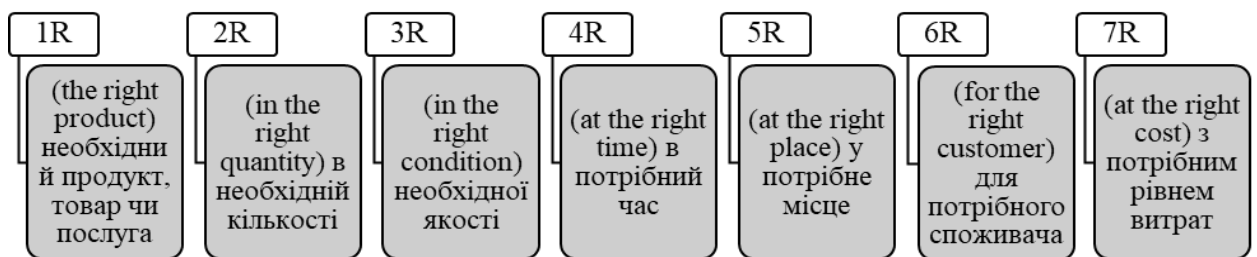 1R
(the right
product)
необхідни
й продукт,
товар чи
послуга
2R
(in the
right
quantity) в
необхідній
кількості
3R
(in the
right
condition)
необхідної
якості
4R
(at the right
time) в
потрібний
час
5R
(at the right
place) у
потрібне
місце
6R
(for the
right
customer)
для
потрібного
споживача
7R
(at the right
cost) з
потрібним
рівнем
витрат